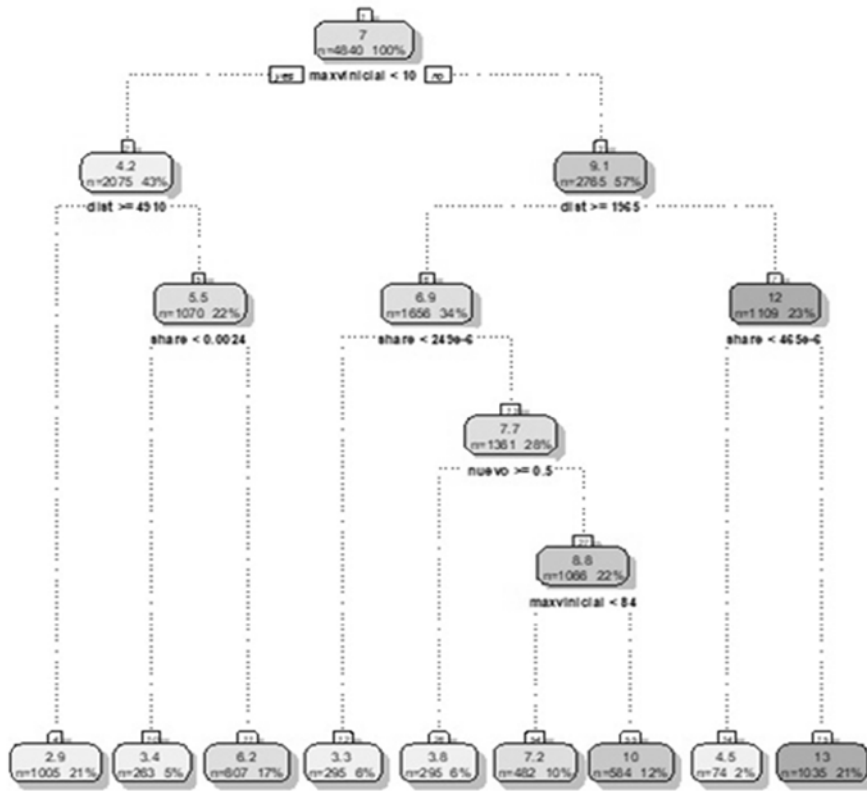 1
7
n=4840 100%
yes maxvinicial < 10 no
4.2
n=2075 43%
dist >= 4910
9.1
n=2765 57%
dist >= 1965
5.5
n=1070 22%
share < 0.0024
6.9
n=1656 34%
share < 249e-6
12
n=1109 23%
share < 465e-6
7.7
n=1361 28%
nuevo >= 0.5
8.8
n=1066 22%
maxvinicial < 84
2.9
n=1005 21%
3.4
n=263 5%
6.2
n=807 17%
3.3
n=295 6%
3.8
n=295 6%
7.2
n=482 10%
10
n=584 12%
4.5
n=74 2%
13
n=1035 21%